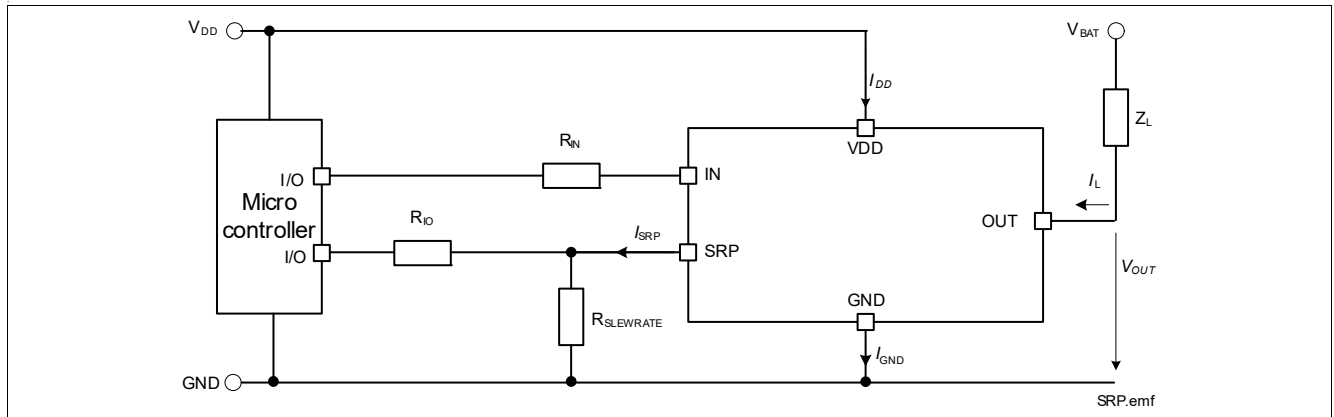 VDD
VBAT
IDD
ZL
VDD
RIN
IN
I/O
Micro
controller
IL
OUT
RIO
ISRP
I/O
SRP
VOUT
GND
RSLEWRATE
IGND
GND
SRP.emf